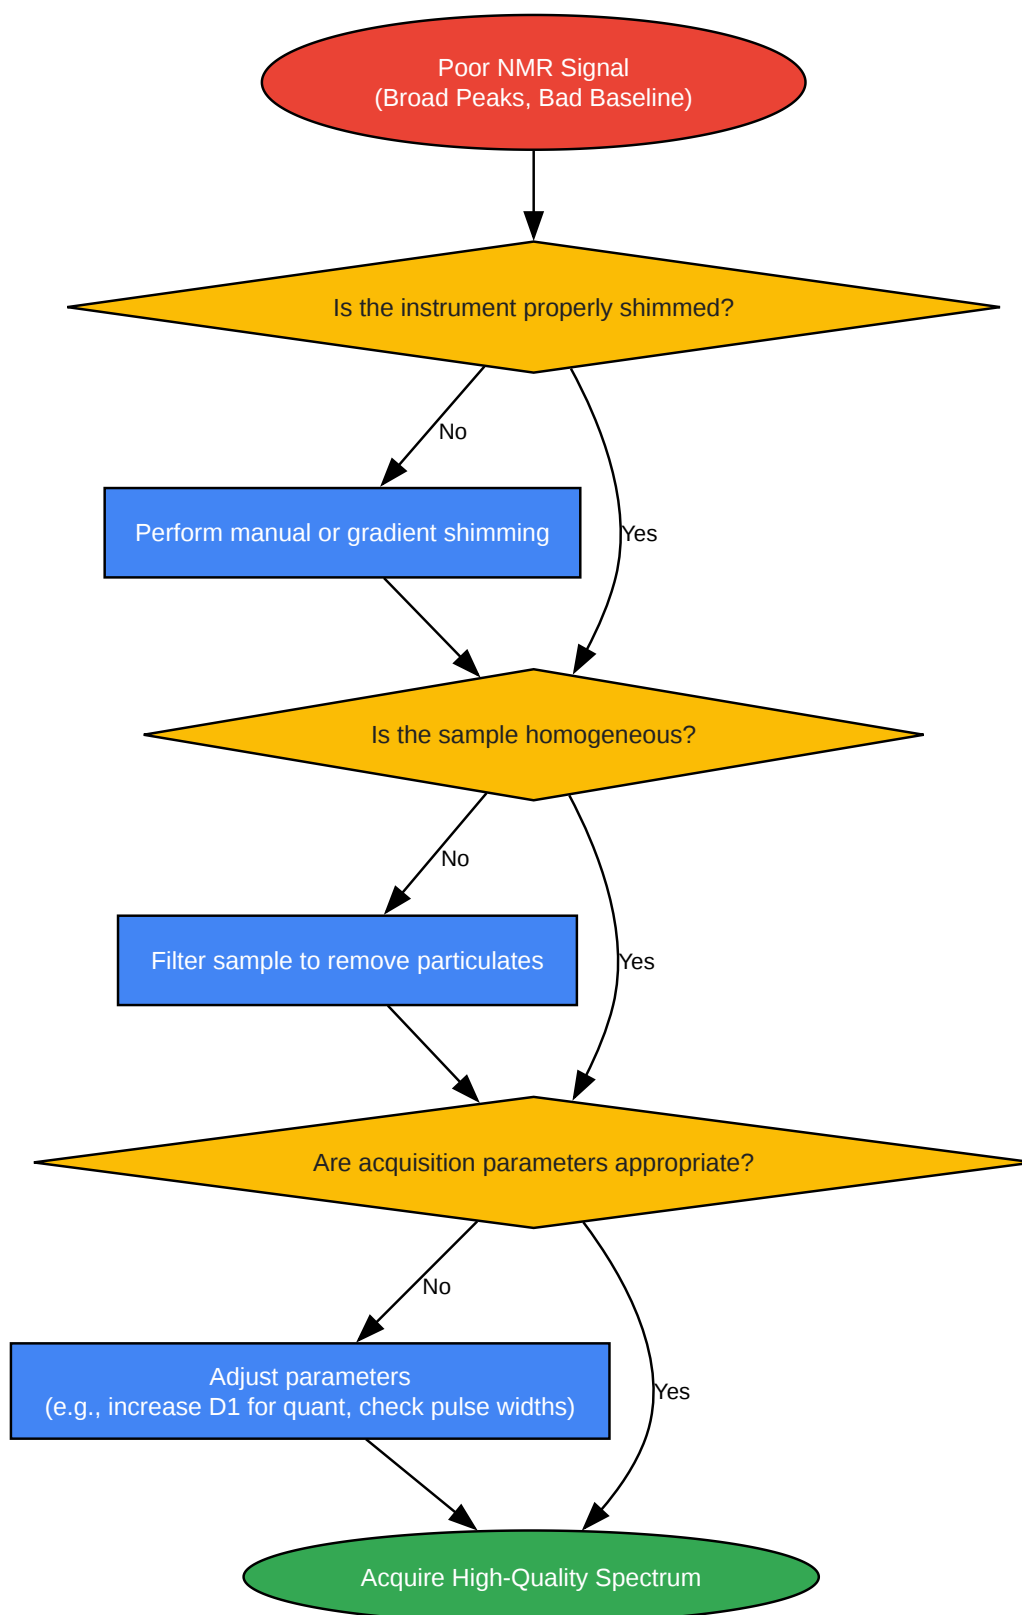 Poor NMR Signal
(Broad Peaks, Bad Baseline)
Is the instrument properly shimmed?
No
Perform manual or gradient shimming
Yes
Is the sample homogeneous?
No
Filter sample to remove particulates
Yes
Are acquisition parameters appropriate?
No
Adjust parameters
(e.g., increase D1 for quant, check pulse widths)
Yes
Acquire High-Quality Spectrum